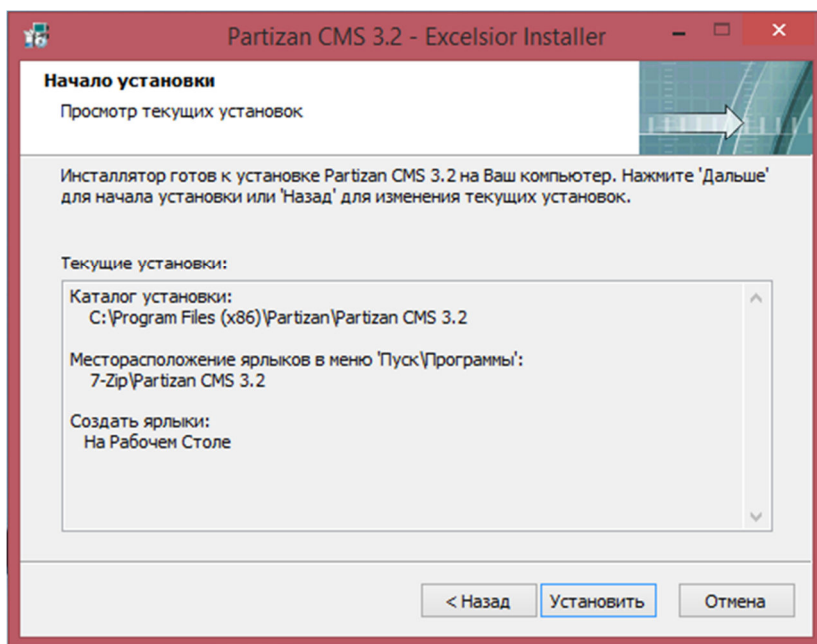 Partizan CMS 3.2 - Excelsior Installer
Начало установки
Просмотр текущих установок
Инсталлятор готов к установке Partizan CMS 3.2 на Ваш компьютер. Нажмите 'Дальше'
для начала установки или 'Назад' для изменения текущих установок.
Текущие установки:
Каталог установки:
C:\Program Files (x86)\Partizan\Partizan CMS 3.2
Месторасположение ярлыков в меню 'Пуск\Программы':
7-Zip\Partizan CMS 3.2
Создать ярлыки:
На Рабочем Столе
< Назад
Установить
Отмена